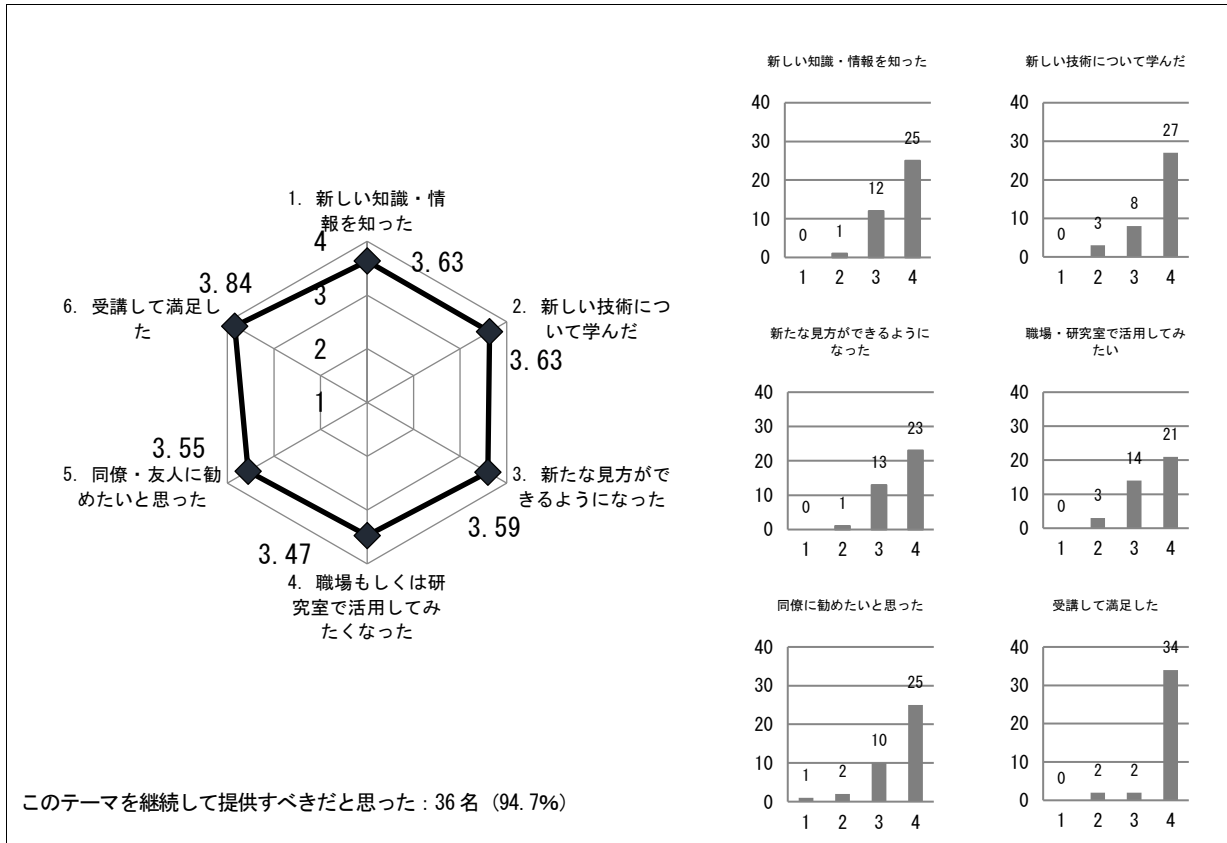 1. 新しい知識・情
報を知った
4
3.84
3.63
6. 受講して満足し
た
3
2. 新しい技術につ
いて学んだ
2
3.63
1
3.55
5. 同僚・友人に勧
めたいと思った
3. 新たな見方がで
きるようになった
3.59
3.47
4. 職場もしくは研
究室で活用してみ
たくなった
このテーマを継続して提供すべきだと思った：36 名（94.7%）
新しい知識・情報を知った
40
30
20
10
0
0
1
12
25
1 2 3 4
新しい技術について学んだ
40
30
20
10
0
0
3
8
27
1 2 3 4
新たな見方ができるように
なった
40
30
20
10
0
0
1
13
23
1 2 3 4
職場・研究室で活用してみ
たい
40
30
20
10
0
0
3
14
21
1 2 3 4
同僚に勧めたいと思った
40
30
20
10
0
1
2
10
25
1 2 3 4
受講して満足した
40
30
20
10
0
0
2
2
34
1 2 3 4